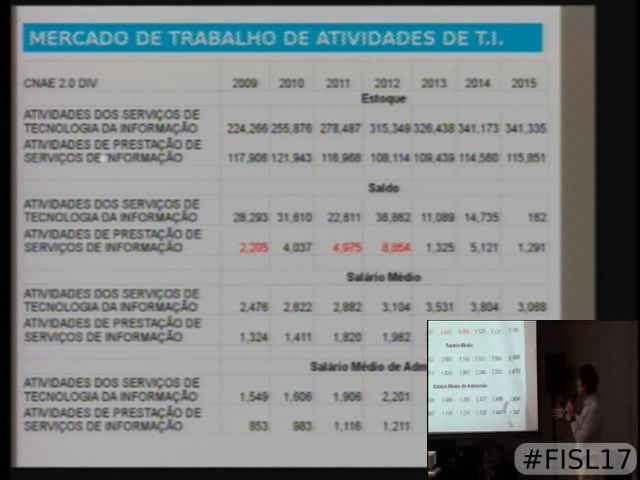 MERCADO DE TRABALHO DE ATIVIDADES DE T.I.
CNAE 2.0 DIV 2009 2010 2011 2012 2013 2014 2015
Estoque
ATIVIDADES DOS SERVIÇOS DE
TECNOLOGIA DA INFORMAÇÃO 224,266 255,876 278,487 315,349 326,438 341,173 341,335
ATIVIDADES DE PRESTAÇÃO DE
SERVIÇOS DE INFORMAÇÃO 117,906 121,943 116,968 108,114 109,439 114,560 115,851
Saldo
ATIVIDADES DOS SERVIÇOS DE
TECNOLOGIA DA INFORMAÇÃO 28,293 31,610 22,611 36,862 11,089 14,735 162
ATIVIDADES DE PRESTAÇÃO DE
SERVIÇOS DE INFORMAÇÃO 2,205 4,037 4,975 8,854 1,325 5,121 1,291
Salário Médio
ATIVIDADES DOS SERVIÇOS DE
TECNOLOGIA DA INFORMAÇÃO 2,476 2,622 2,882 3,104 3,531 3,804 3,068
ATIVIDADES DE PRESTAÇÃO DE
SERVIÇOS DE INFORMAÇÃO 1,324 1,411 1,820 1,962
Salário Médio de
ATIVIDADES DOS SERVIÇOS DE
TECNOLOGIA DA INFORMAÇÃO 1,549 1,606 1,906 2,201
ATIVIDADES DE PRESTAÇÃO DE
SERVIÇOS DE INFORMAÇÃO 853 983 1,116 1,211
Salário Médio
Salário Médio de Admissão
#FISL17